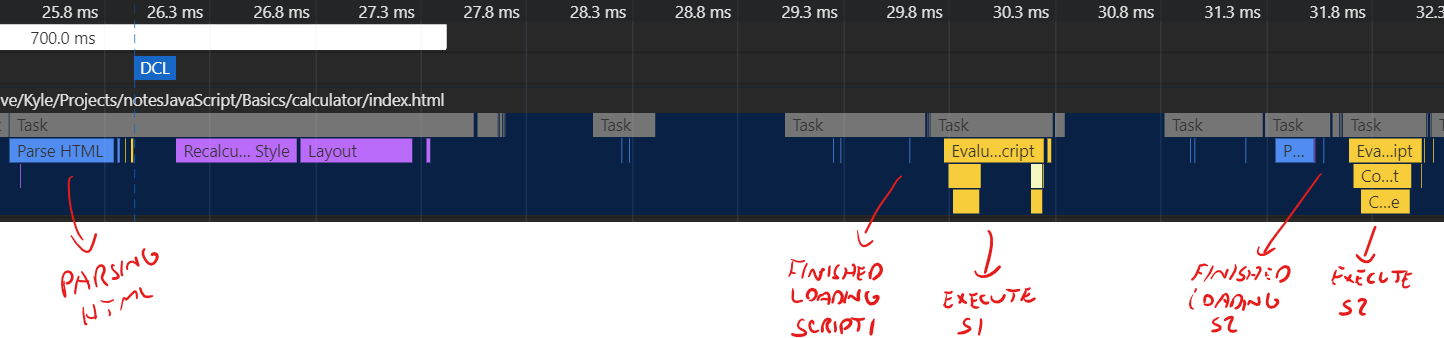 25.8 ms 26.3 ms 26.8 ms 27.3 ms 27.8 ms 28.3 ms 28.8 ms 29.3 ms 29.8 ms 30.3 ms 30.8 ms 31.3 ms 31.8 ms 32.3
700.0 ms
DCL
ve/Kyle/Projects/notesJavaScript/Basics/calculator/index.html
Task Task Task Task Task Task Task
Parse HTML Recalcu... Style Layout Evalu...cript P... Eva...ipt
Co...t
C...e
PARSING
HTML
FINISHED
LOADING
SCRIPT1
EXECUTE
S1
FINISHED
LOADING
S2
EXECUTE
S2